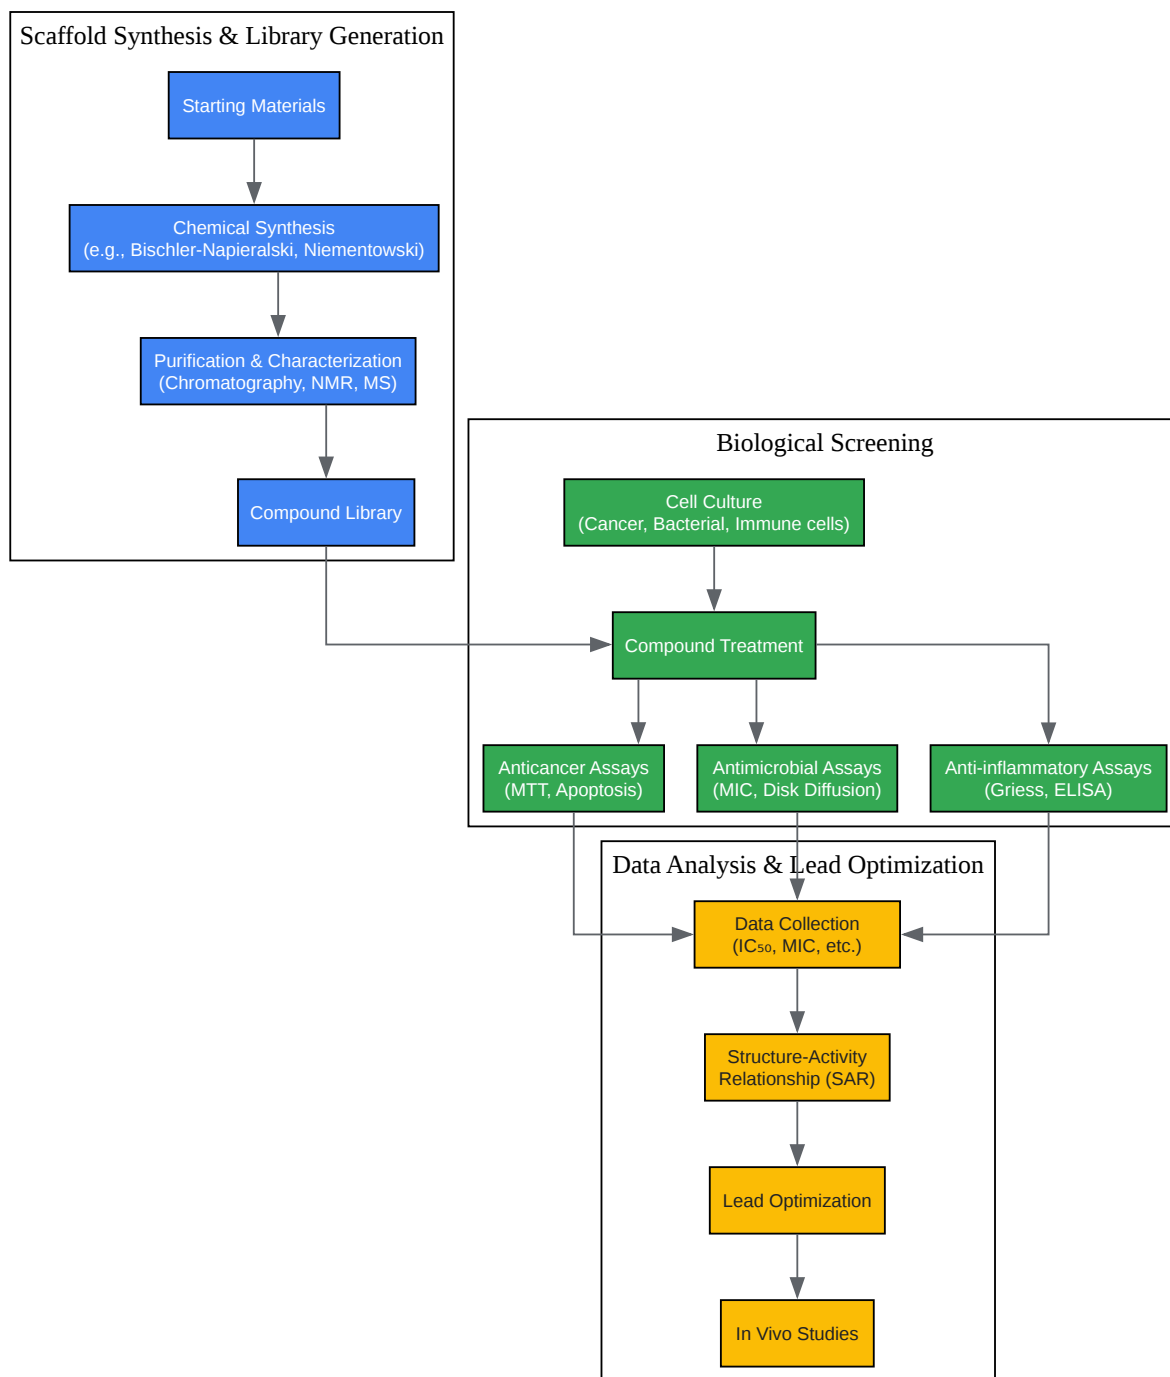 Scaffold Synthesis & Library Generation
Starting Materials
Chemical Synthesis
(e.g., Bischler-Napieralski, Niementowski)
Purification & Characterization
(Chromatography, NMR, MS)
Compound Library
Biological Screening
Cell Culture
(Cancer, Bacterial, Immune cells)
Compound Treatment
Anticancer Assays
(MTT, Apoptosis)
Antimicrobial Assays
(MIC, Disk Diffusion)
Anti-inflammatory Assays
(Griess, ELISA)
Data Analysis & Lead Optimization
Data Collection
(IC₅₀, MIC, etc.)
Structure-Activity
Relationship (SAR)
Lead Optimization
In Vivo Studies